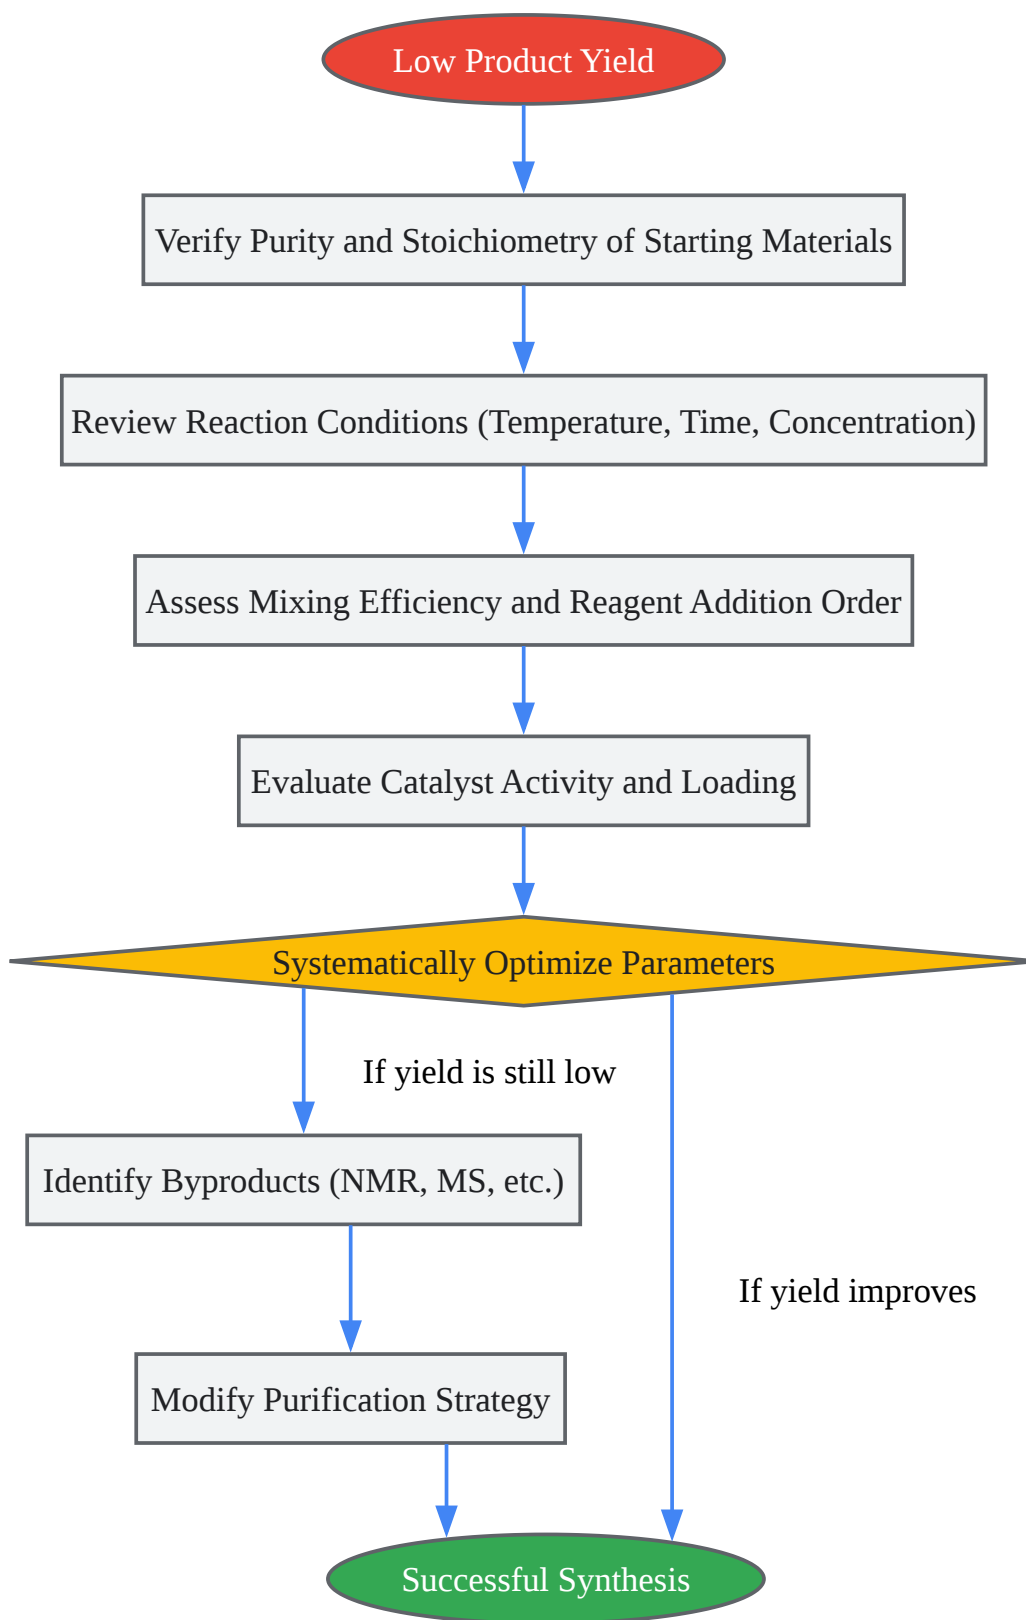 Low Product Yield
Verify Purity and Stoichiometry of Starting Materials
Review Reaction Conditions (Temperature, Time, Concentration)
Assess Mixing Efficiency and Reagent Addition Order
Evaluate Catalyst Activity and Loading
Systematically Optimize Parameters
If yield is still low
Identify Byproducts (NMR, MS, etc.)
If yield improves
Modify Purification Strategy
Successful Synthesis